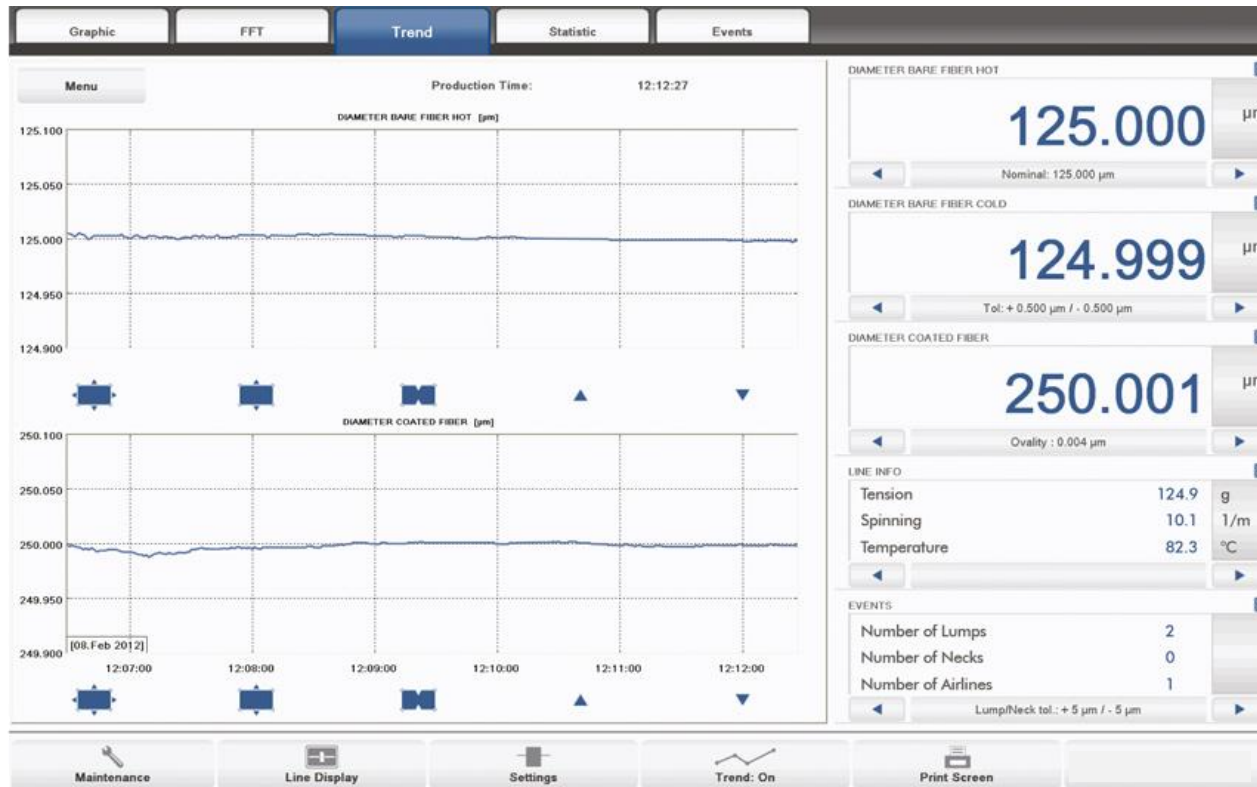 Graphic FFT Trend Statistic Events
Menu Production Time: 12:12:27
DIAMETER BARE FIBER HOT [µm]
125.100
125.050
125.000
124.950
124.900
DIAMETER COATED FIBER [µm]
250.100
250.050
250.000
249.950
249.900
[08.Feb 2012]
12:07:00 12:08:00 12:09:00 12:10:00 12:11:00 12:12:00
DIAMETER BARE FIBER HOT
125.000
Nominal: 125.000 µm
DIAMETER BARE FIBER COLD
124.999
Tol: + 0.500 µm / - 0.500 µm
DIAMETER COATED FIBER
250.001
Ovality : 0.004 µm
LINE INFO
Tension 124.9 g
Spinning 10.1 1/m
Temperature 82.3 °C
EVENTS
Number of Lumps 2
Number of Necks 0
Number of Airlines 1
Lump/Neck tol.: + 5 µm / - 5 µm
Maintenance Line Display Settings Trend: On Print Screen